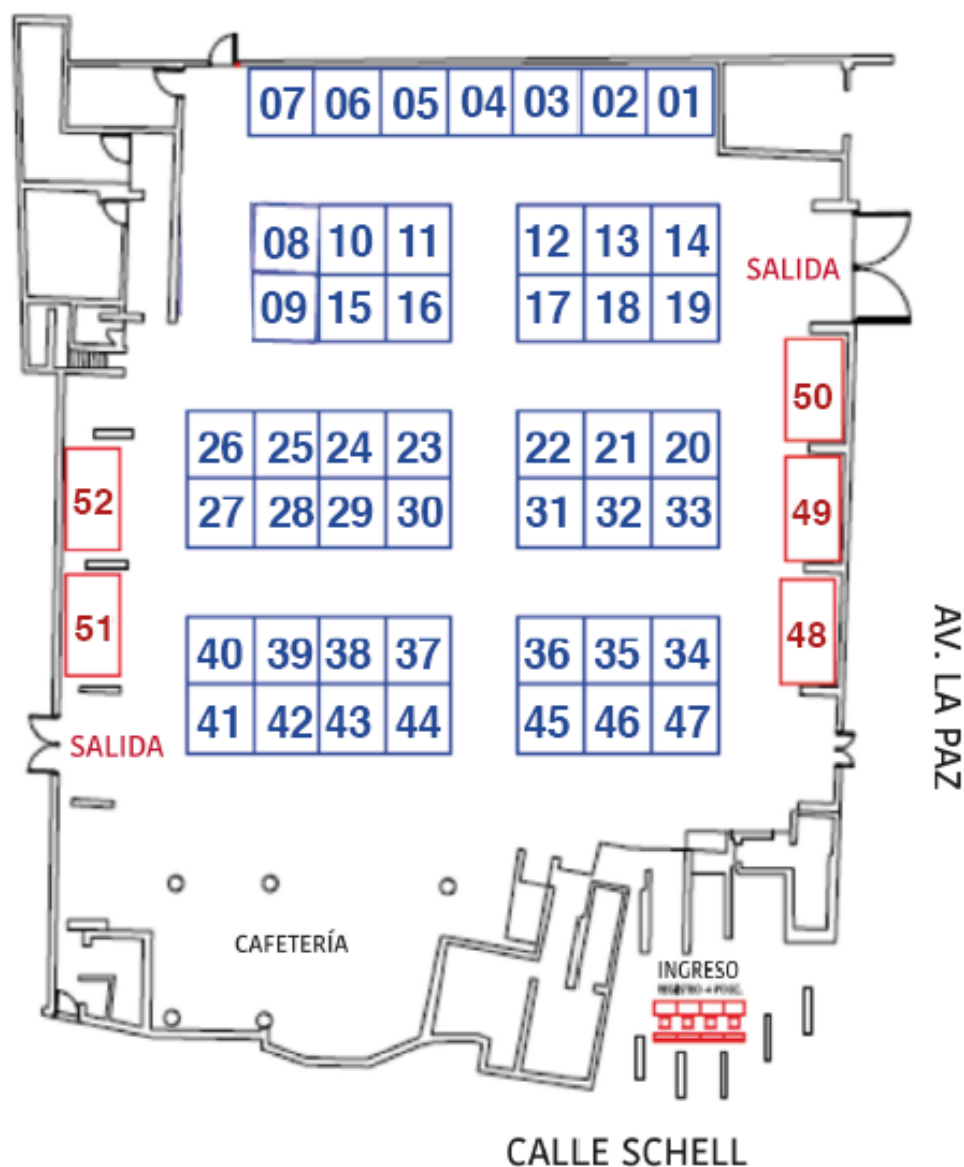 07 06 05 04 03 02 01
08 10 11 12 13 14
SALIDA
09 15 16 17 18 19
50
26 25 24 23 22 21 20
52 27 28 29 30 31 32 33 49
51 40 39 38 37 36 35 34 48
41 42 43 44 45 46 47
SALIDA
AV. LA PAZ
CAFETERÍA
INGRESO
CALLE SCHELL